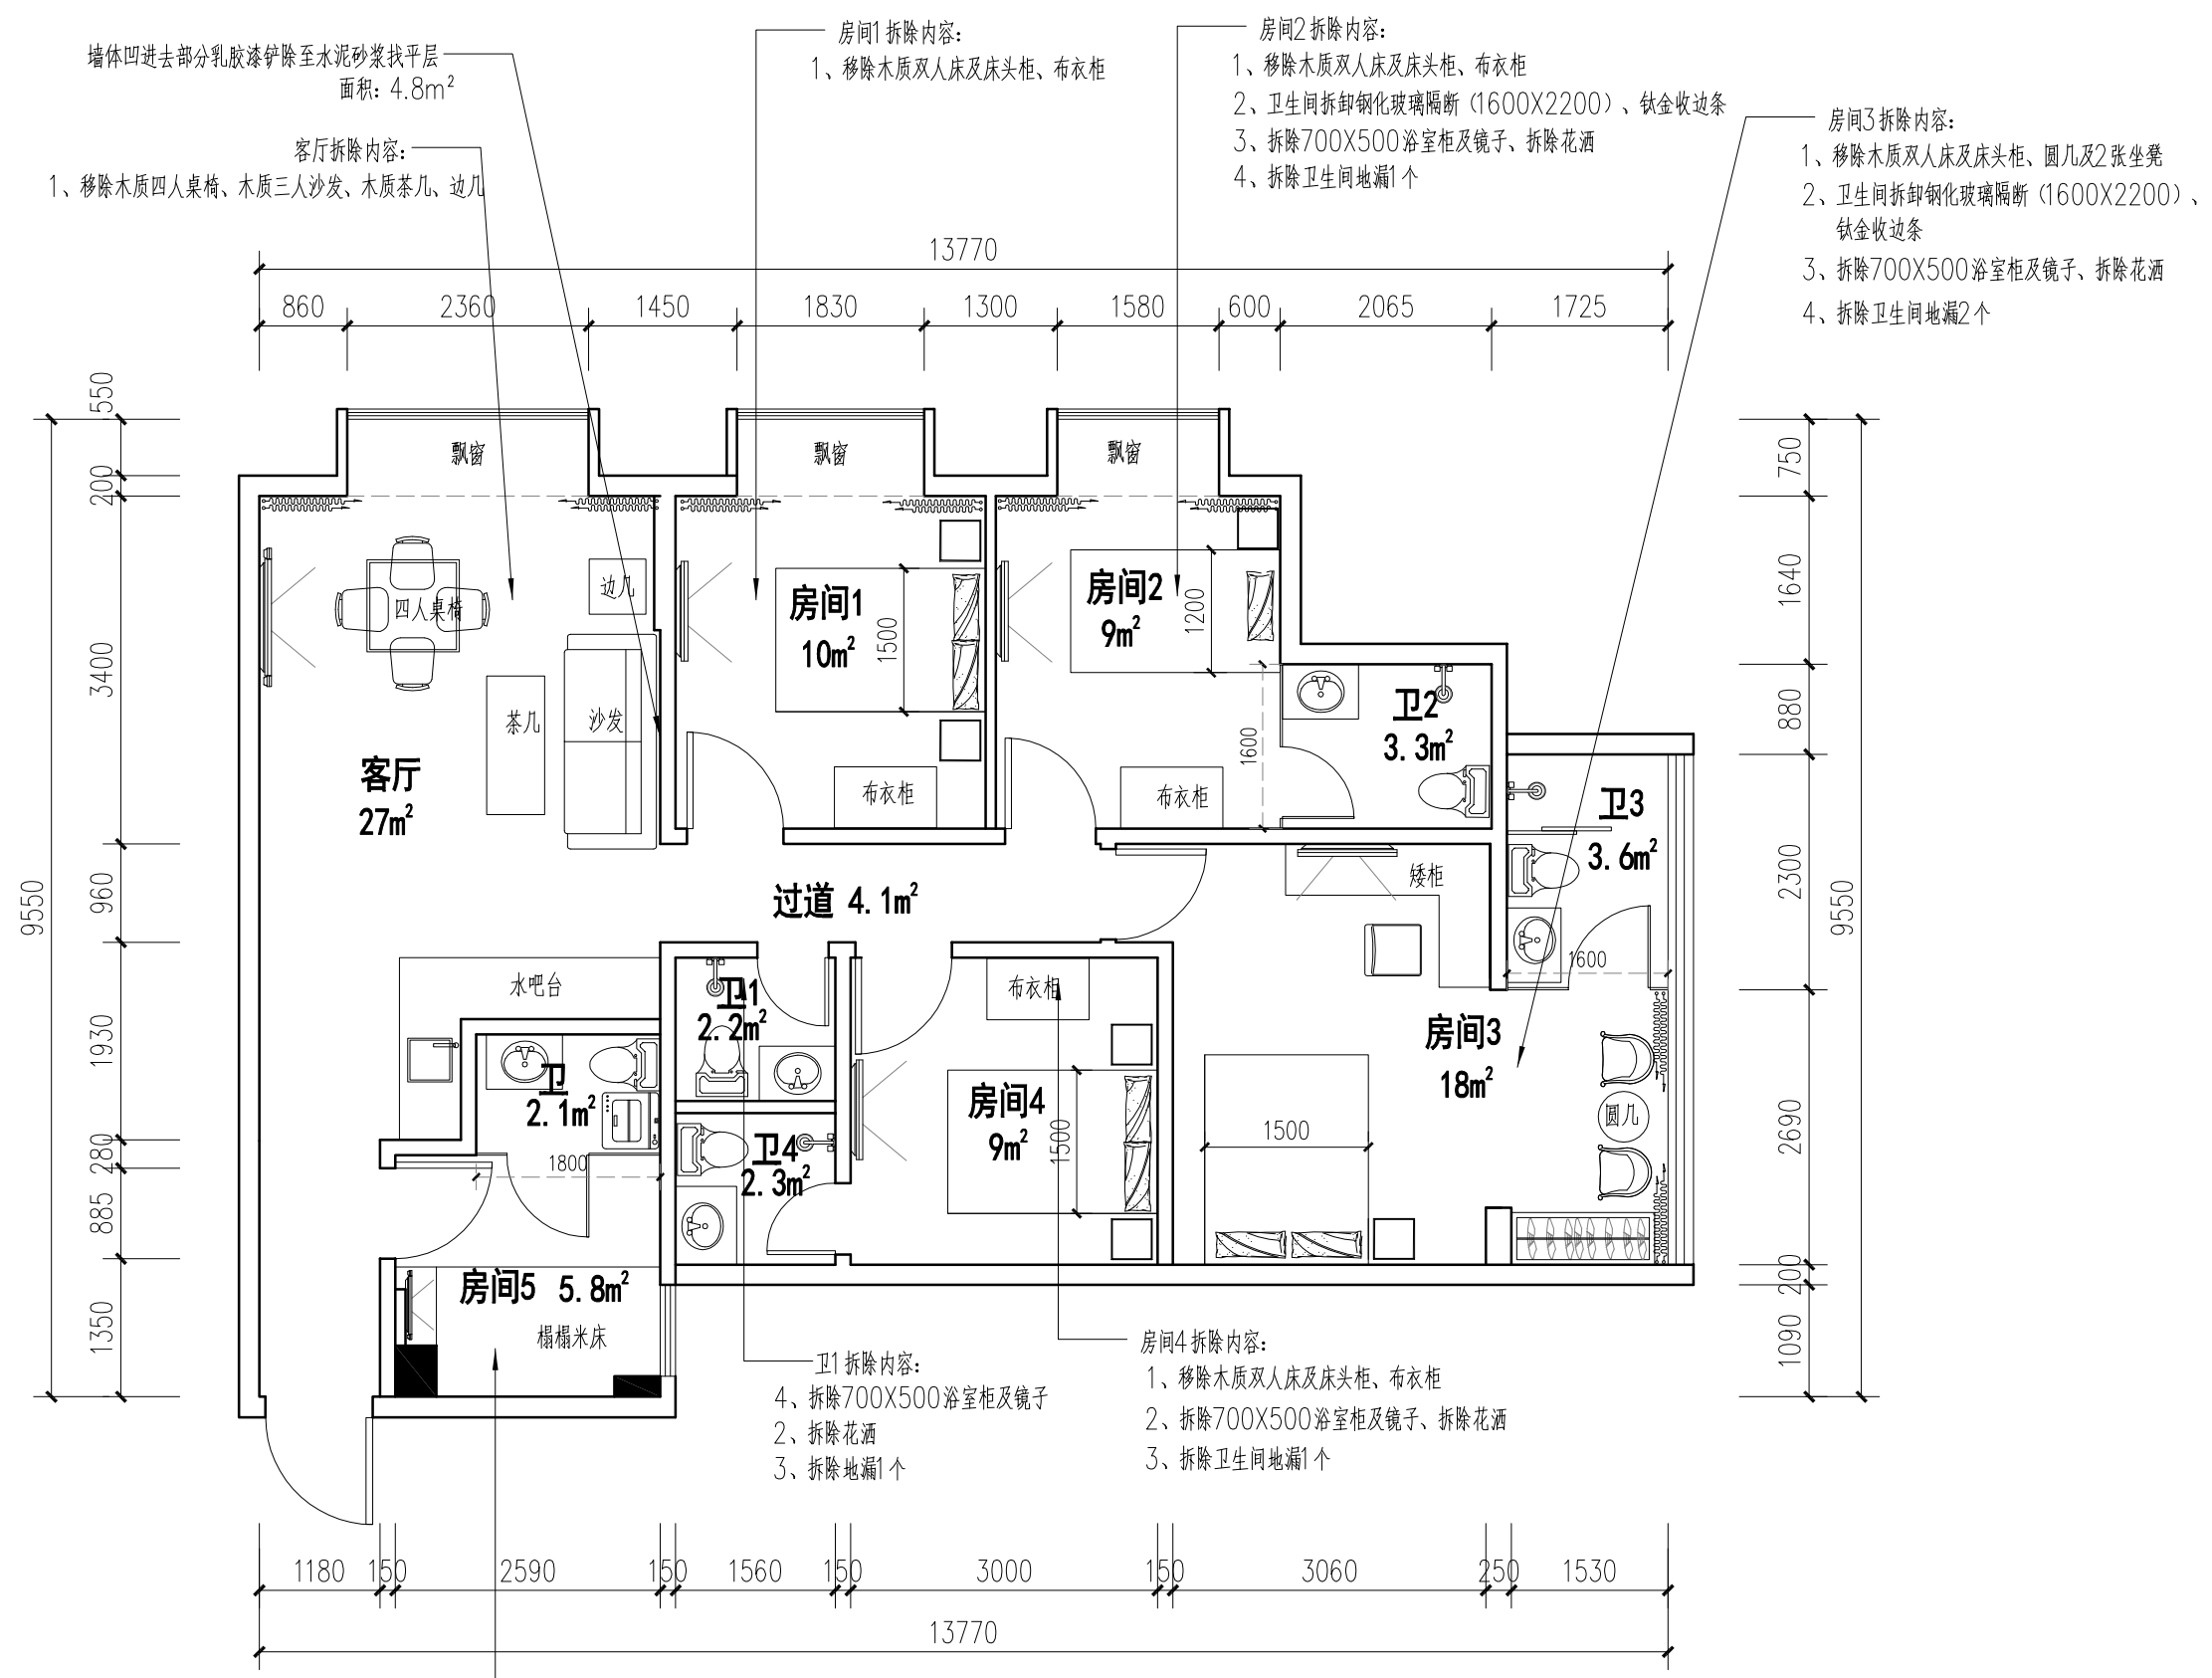 墙体凹进去部分乳胶漆铲除至水泥砂浆找平层
面积：4.8m²
客厅拆除内容：
1、移除木质四人桌椅、木质三人沙发、木质茶几、边几
房间1拆除内容：
1、移除木质双人床及床头柜、布衣柜
房间2拆除内容：
1、移除木质双人床及床头柜、布衣柜
2、卫生间拆卸钢化玻璃隔断（1600X2200）、钛金收边条
3、拆除700X500浴室柜及镜子、拆除花洒
4、拆除卫生间地漏1个
房间3拆除内容：
1、移除木质双人床及床头柜、圆几及2张坐凳
2、卫生间拆卸钢化玻璃隔断（1600X2200）、
钛金收边条
3、拆除700X500浴室柜及镜子、拆除花洒
4、拆除卫生间地漏2个
13770
860 2360 1450 1830 1300 1580 600 2065 1725
9550
550
200
3400
960
1930
280
885
1350
飘窗
飘窗
飘窗
四人桌椅
边几
茶几
沙发
客厅
27m²
房间1
10m²
1500
布衣柜
房间2
9m²
1200
1600
布衣柜
卫2
3.3m²
卫3
3.6m²
1600
过道 4.1m²
矮柜
水吧台
卫
2.1m²
1800
卫1
2.2m²
卫4
2.3m²
布衣柜
房间4
9m²
1500
房间3
18m²
1500
圆几
房间5 5.8m²
榻榻米床
750
1640
880
2300
2690
200
1090
9550
卫1拆除内容：
4、拆除700X500浴室柜及镜子
2、拆除花洒
3、拆除地漏1个
房间4拆除内容：
1、移除木质双人床及床头柜、布衣柜
2、拆除700X500浴室柜及镜子、拆除花洒
3、拆除卫生间地漏1个
1180 150 2590 150 1560 150 3000 150 3060 250 1530
13770